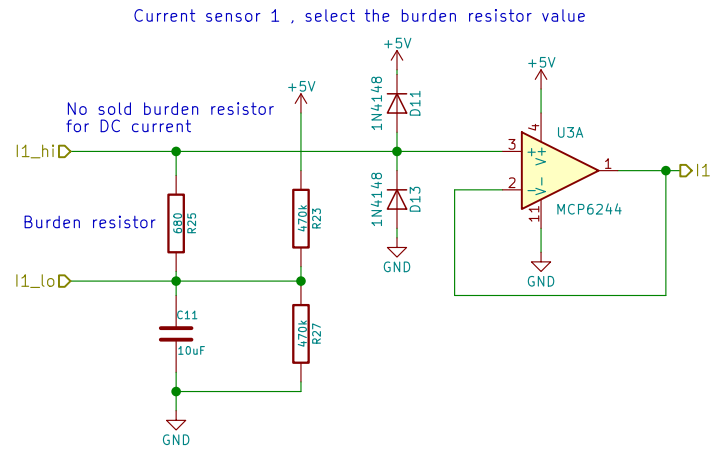 Current sensor 1 , select the burden resistor value
+5V
+5V
+5V
No sold burden resistor
for DC current
1N4148
D11
U3A
4
I1_hi
3
+
V+
1
I1
2
-
V-
11
MCP6244
1N4148
D13
Burden resistor
680
R25
470k
R23
GND
GND
I1_lo
C11
10uF
470k
R27
GND